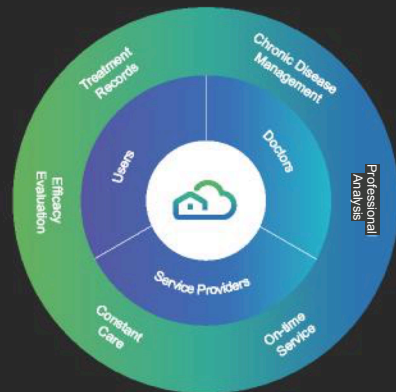 Treatment
Records
Chronic Disease
Management
Users
Doctors
Efficacy
Evaluation
Professional
Analysis
Service Providers
Constant
Care
On-time
Service